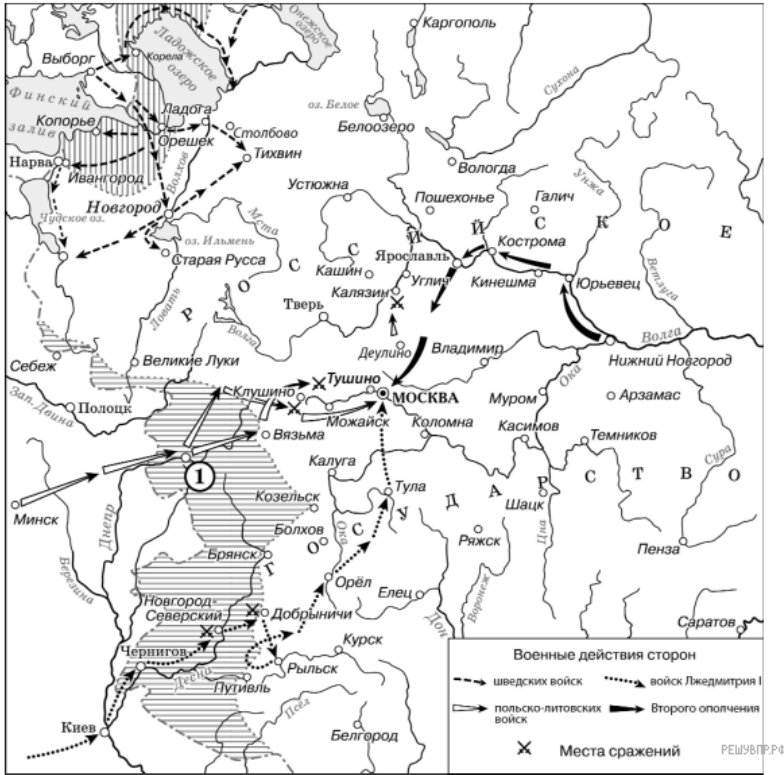 Каргополь
Онежское
озеро
Ладожское
озеро
Корела
Выборг
Финский
залив
Сухона
оз. Белое
Белоозеро
Ладога
Копорье
Орешек
Столбово
Тихвин
Нарва
Ивангород
Волхов
Вологда
Унжа
Устюжна
Пошехонье
Галич
Новгород
Чудское оз.
Мста
оз. Ильмень
Старая Русса
РОССИЙСКОЕ
Ярославль
Кострома
Кашин
Углич
Кинешма
Юрьевец
Ветлуга
Калязин
Ловать
Тверь
Волга
Деулино
Владимир
Волга
Нижний Новгород
Себеж
Великие Луки
Клушино
Тушино
МОСКВА
Ока
Муром
Арзамас
Зап. Двина
Полоцк
Можайск
Коломна
Касимов
Вязьма
Темников
Сура
1
Калуга
ГОСУДАРСТВО
Минск
Днепр
Козельск
Тула
Шацк
Болхов
Ока
Ряжск
Цна
Пенза
Березина
Брянск
Орёл
Елец
Воронеж
Дон
Новгород-
Северский
Добрыничи
Саратов
Чернигов
Курск
Рыльск
Десна
Путивль
Псёл
Киев
Белгород
Военные действия сторон
шведских войск
войск Лжедмитрия I
польско-литовских
войск
Второго ополчения
Места сражений
РЕШУВПР.РФ